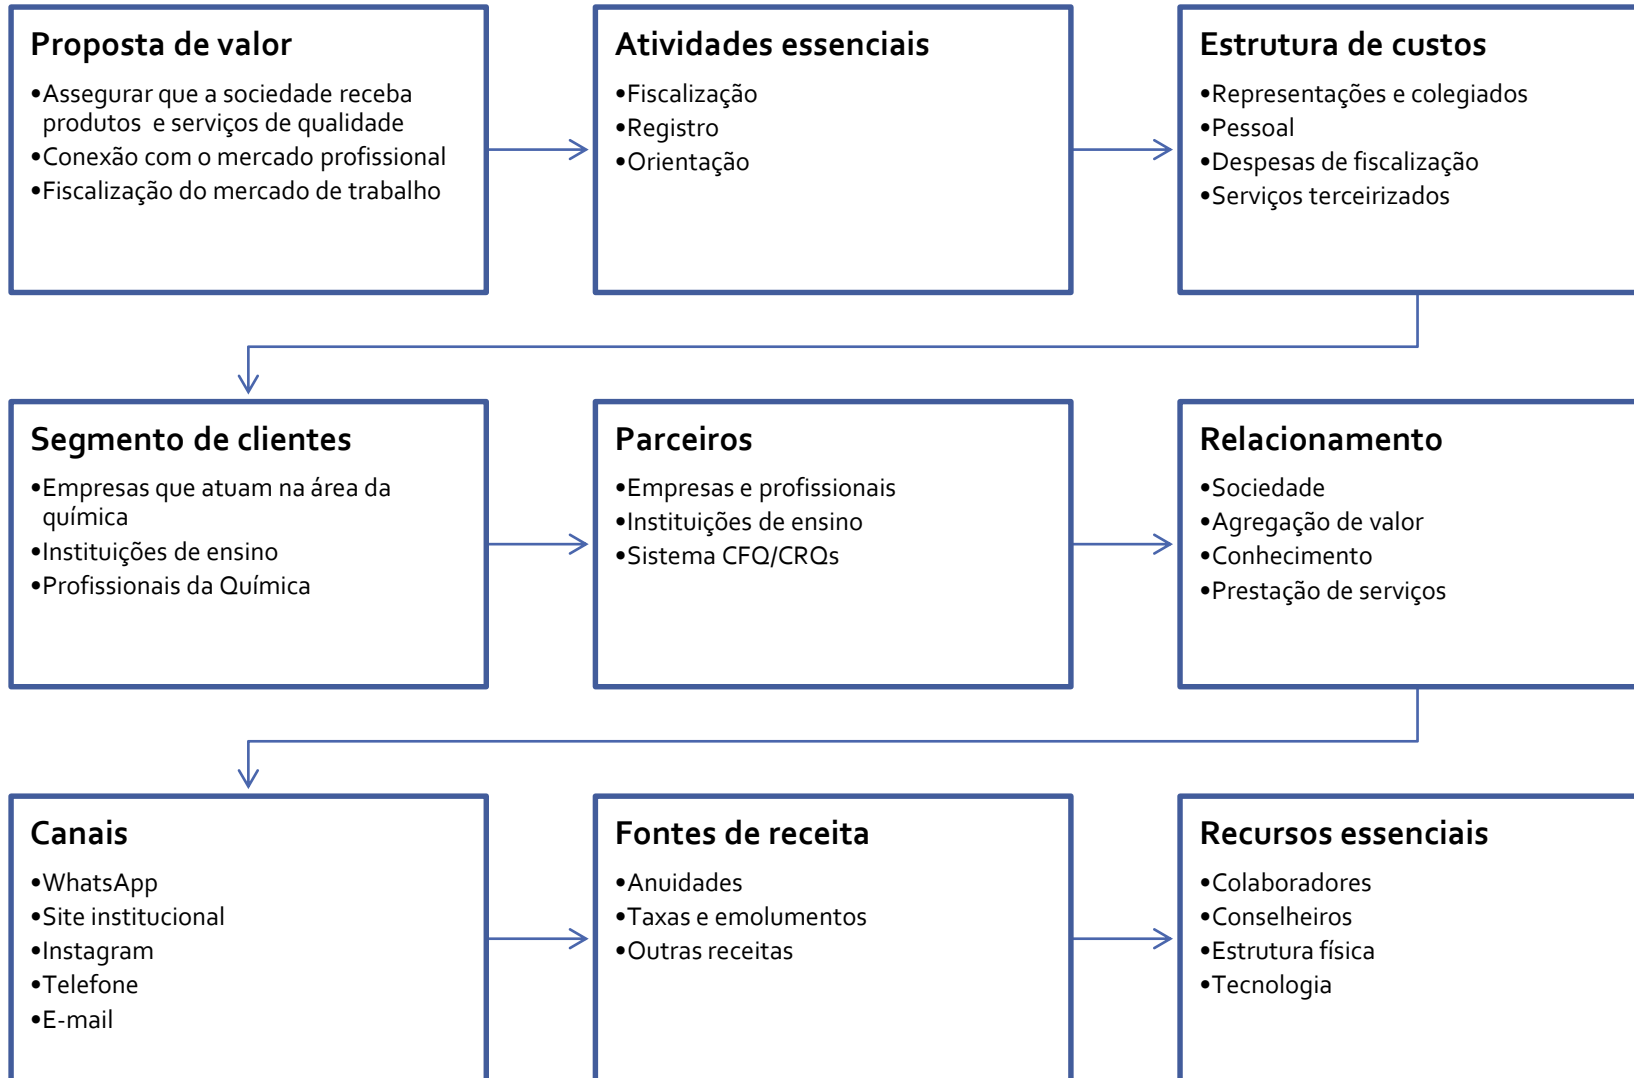 Proposta de valor
•Assegurar que a sociedade receba
produtos e serviços de qualidade
•Conexão com o mercado profissional
•Fiscalização do mercado de trabalho
Atividades essenciais
•Fiscalização
•Registro
•Orientação
Estrutura de custos
•Representações e colegiados
•Pessoal
•Despesas de fiscalização
•Serviços terceirizados
Segmento de clientes
•Empresas que atuam na área da
química
•Instituições de ensino
•Profissionais da Química
Parceiros
•Empresas e profissionais
•Instituições de ensino
•Sistema CFQ/CRQs
Relacionamento
•Sociedade
•Agregação de valor
•Conhecimento
•Prestação de serviços
Canais
•WhatsApp
•Site institucional
•Instagram
•Telefone
•E-mail
Fontes de receita
•Anuidades
•Taxas e emolumentos
•Outras receitas
Recursos essenciais
•Colaboradores
•Conselheiros
•Estrutura física
•Tecnologia